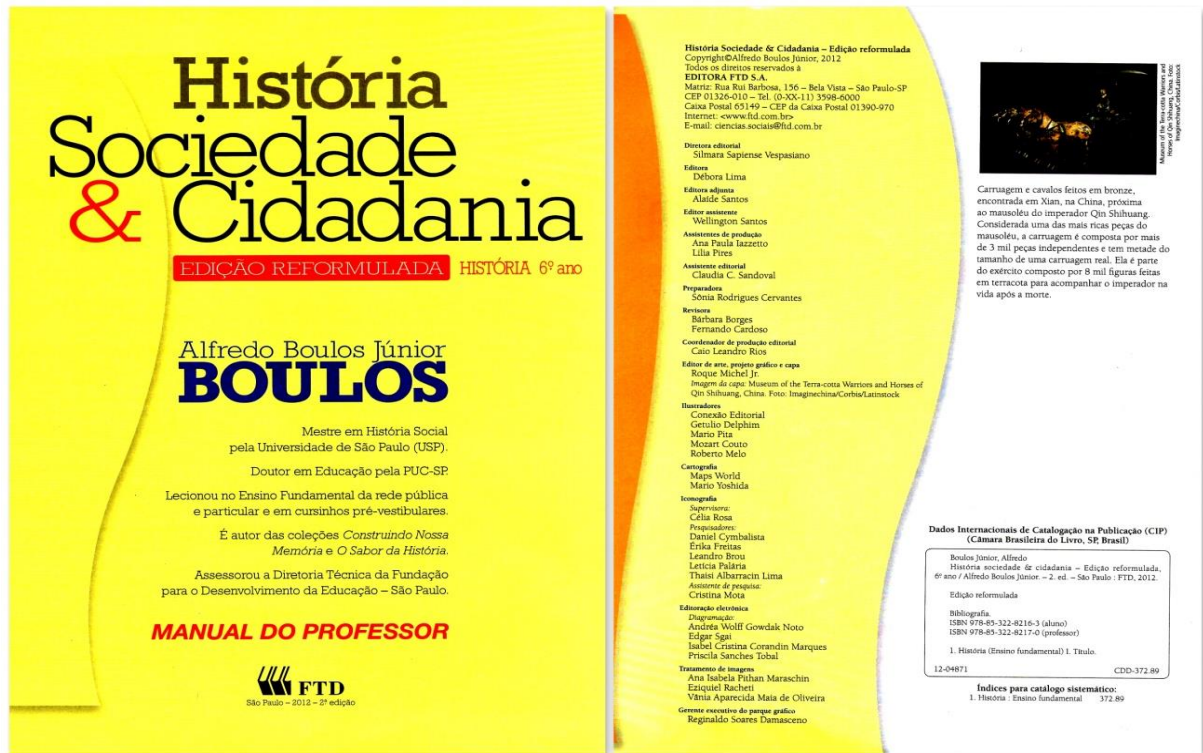 História
Sociedade
& Cidadania
EDIÇÃO REFORMULADA HISTÓRIA 6º ano
Alfredo Boulos Júnior
BOULOS
Mestre em História Social
pela Universidade de São Paulo (USP).
Doutor em Educação pela PUC-SP.
Lecionou no Ensino Fundamental da rede pública
e particular e em cursinhos pré-vestibulares.
É autor das coleções Construindo Nossa
Memória e O Sabor da História.
Assessorou a Diretoria Técnica da Fundação
para o Desenvolvimento da Educação – São Paulo.
MANUAL DO PROFESSOR
FTD
São Paulo – 2012 – 2ª edição
História Sociedade & Cidadania – Edição reformulada
Copyright©Alfredo Boulos Júnior, 2012
Todos os direitos reservados à
EDITORA FTD S.A.
Matriz: Rua Rui Barbosa, 156 – Bela Vista – São Paulo-SP
CEP 01326-010 – Tel. (0-XX-11) 3598-6000
Caixa Postal 65149 – CEP da Caixa Postal 01390-970
Internet: <www.ftd.com.br>
E-mail: ciencias.sociais@ftd.com.br
Diretora editorial
Silmara Sapiense Vespasiano
Editora
Débora Lima
Editora adjunta
Alaíde Santos
Editor assistente
Wellington Santos
Assistentes de produção
Ana Paula Iazzetto
Lilia Pires
Assistente editorial
Claudia C. Sandoval
Preparadora
Sônia Rodrigues Cervantes
Revisora
Bárbara Borges
Fernando Cardoso
Coordenador de produção editorial
Caio Leandro Rios
Editor de arte, projeto gráfico e capa
Roque Michel Jr.
Imagem da capa: Museum of the Terra-cotta Warriors and Horses of
Qin Shihuang, China. Foto: Imaginechina/Corbis/Latinstock
Ilustradores
Conexão Editorial
Getulio Delphim
Mario Pita
Mozart Couto
Roberto Melo
Cartografia
Maps World
Mario Yoshida
Iconografia
Supervisora:
Célia Rosa
Pesquisadores:
Daniel Cymbalista
Érika Freitas
Leandro Brou
Letícia Palária
Thaisi Albarracin Lima
Assistente de pesquisa:
Cristina Mota
Editoração eletrônica
Diagramação:
Andréa Wolff Gowdak Noto
Edgar Sgai
Isabel Cristina Corandin Marques
Priscila Sanches Tobal
Tratamento de imagens
Ana Isabela Pithan Maraschin
Eziquiel Racheti
Vânia Aparecida Maia de Oliveira
Gerente executivo do parque gráfico
Reginaldo Soares Damasceno
Museum of the Terra-cotta Warriors and
Horses of Qin Shihuang, China. Foto:
Imaginechina/Corbis/Latinstock
Carruagem e cavalos feitos em bronze,
encontrada em Xian, na China, próxima
ao mausoléu do imperador Qin Shihuang.
Considerada uma das mais ricas peças do
mausoléu, a carruagem é composta por mais
de 3 mil peças independentes e tem metade do
tamanho de uma carruagem real. Ela é parte
do exército composto por 8 mil figuras feitas
em terracota para acompanhar o imperador na
vida após a morte.
Dados Internacionais de Catalogação na Publicação (CIP)
(Câmara Brasileira do Livro, SP, Brasil)
Boulos Júnior, Alfredo
História sociedade & cidadania – Edição reformulada,
6º ano / Alfredo Boulos Júnior. – 2. ed. – São Paulo : FTD, 2012.
Edição reformulada
Bibliografia.
ISBN 978-85-322-8216-3 (aluno)
ISBN 978-85-322-8217-0 (professor)
1. História (Ensino fundamental) I. Título.
12-04871 CDD-372.89
Índices para catálogo sistemático:
1. História : Ensino fundamental 372.89